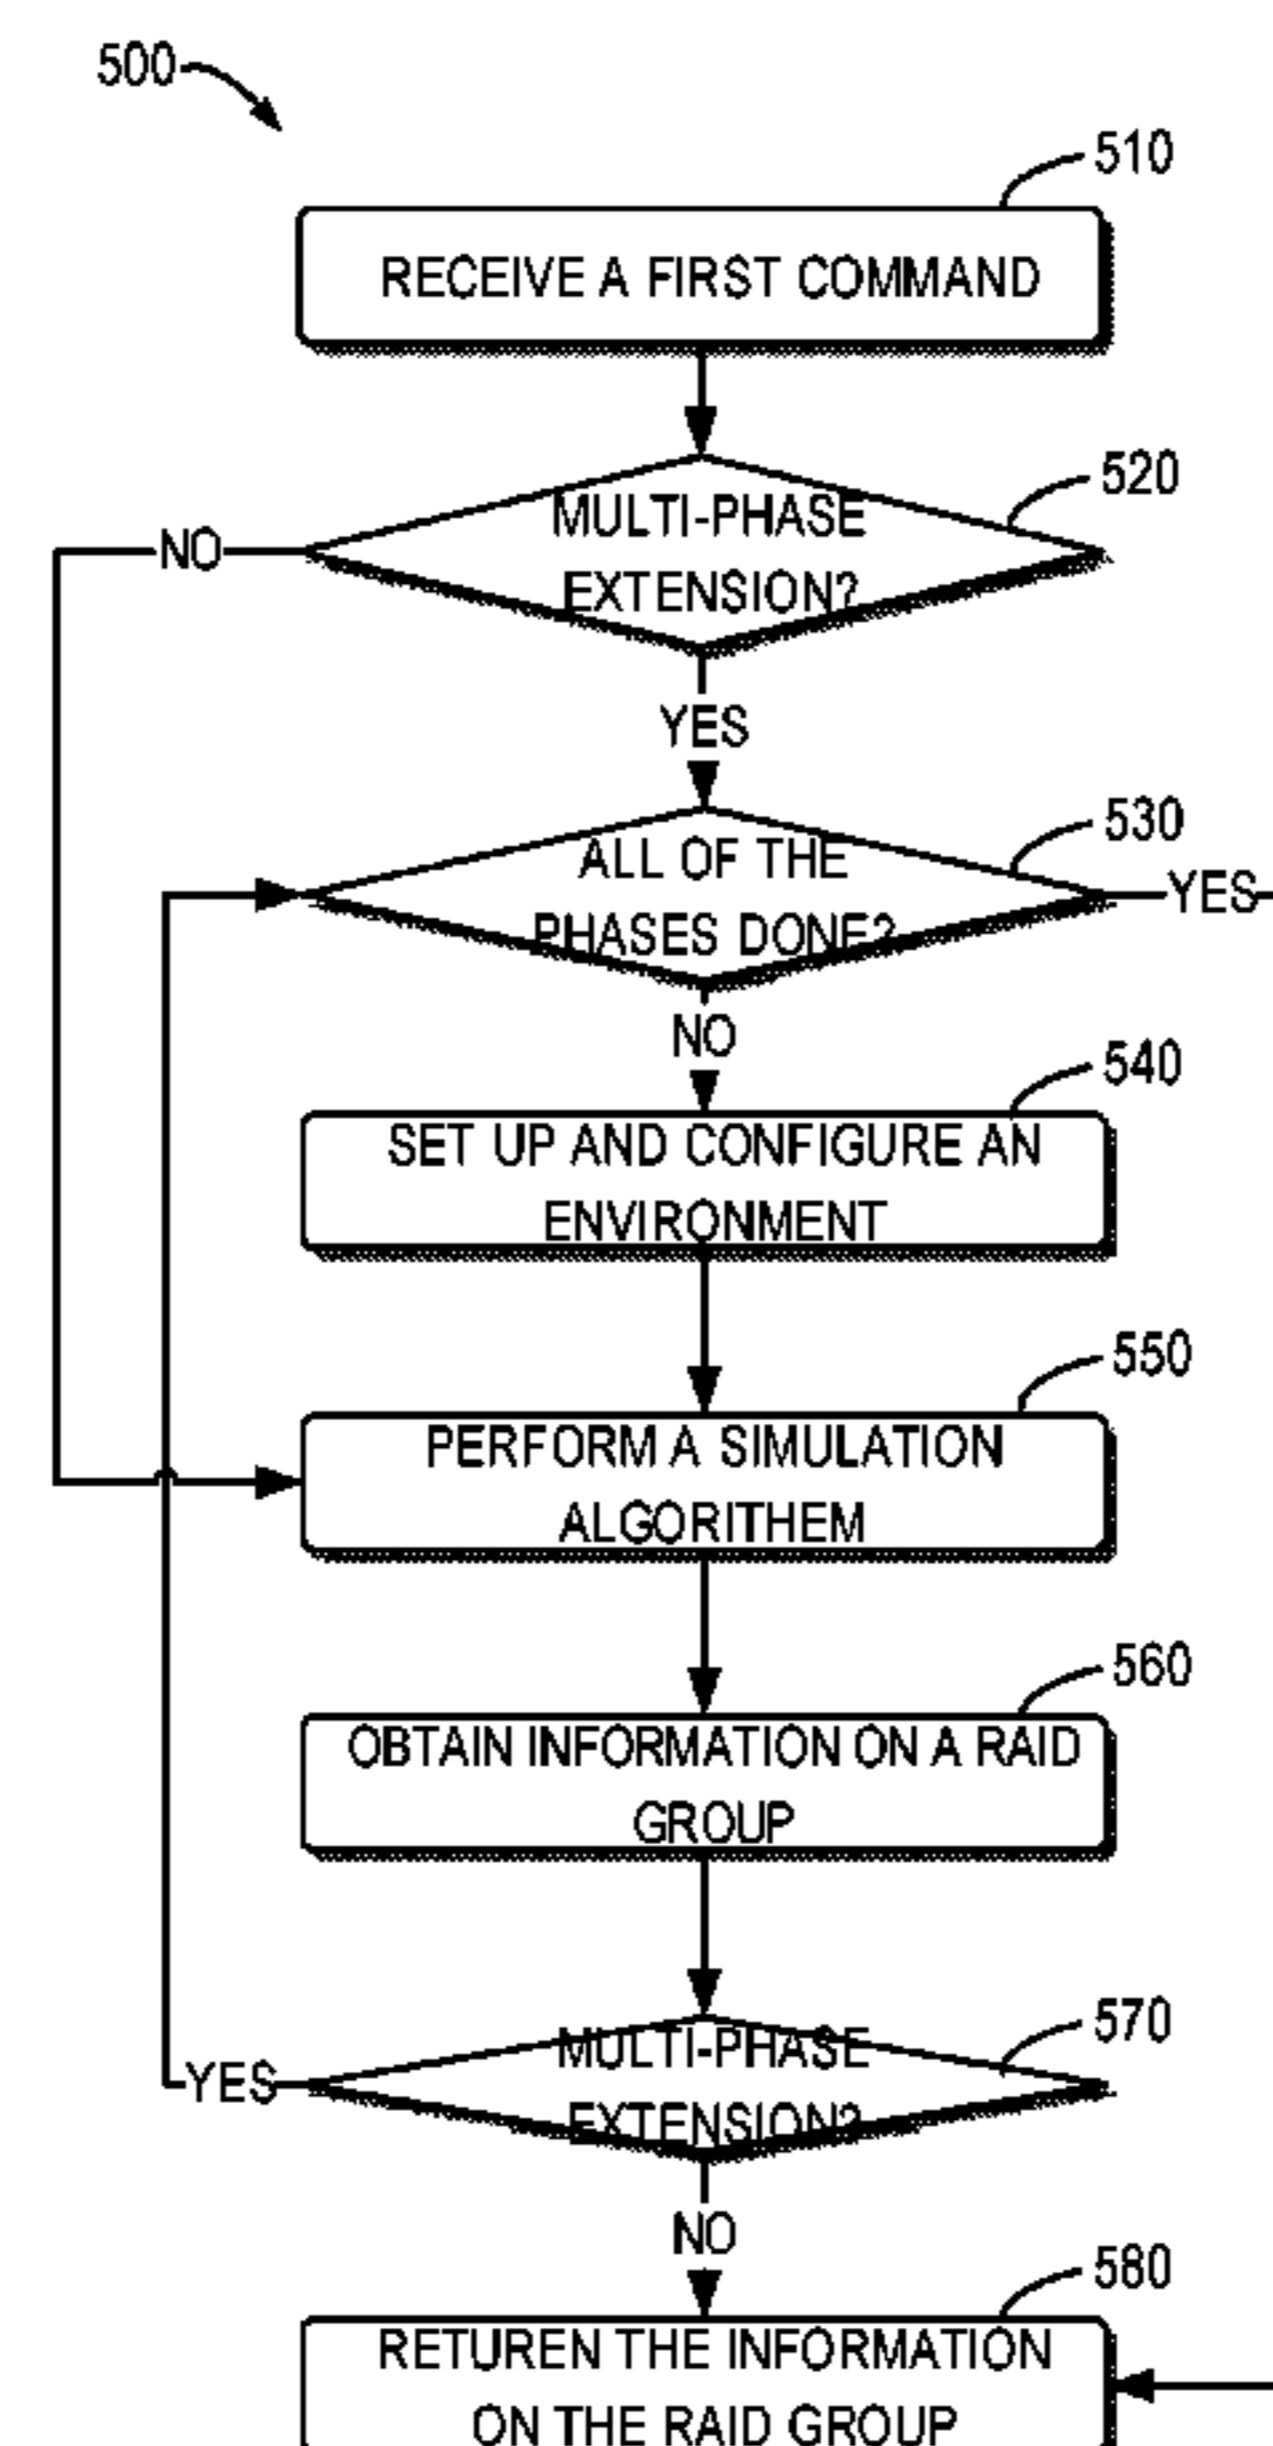 500
510
RECEIVE A FIRST COMMAND
520
MULTI-PHASE
EXTENSION?
NO
YES
530
ALL OF THE
PHASES DONE?
YES
NO
540
SET UP AND CONFIGURE AN
ENVIRONMENT
550
PERFORM A SIMULATION
ALGORITHEM
560
OBTAIN INFORMATION ON A RAID
GROUP
570
MULTI-PHASE
EXTENSION?
YES
NO
580
RETUREN THE INFORMATION
ON THE RAID GROUP